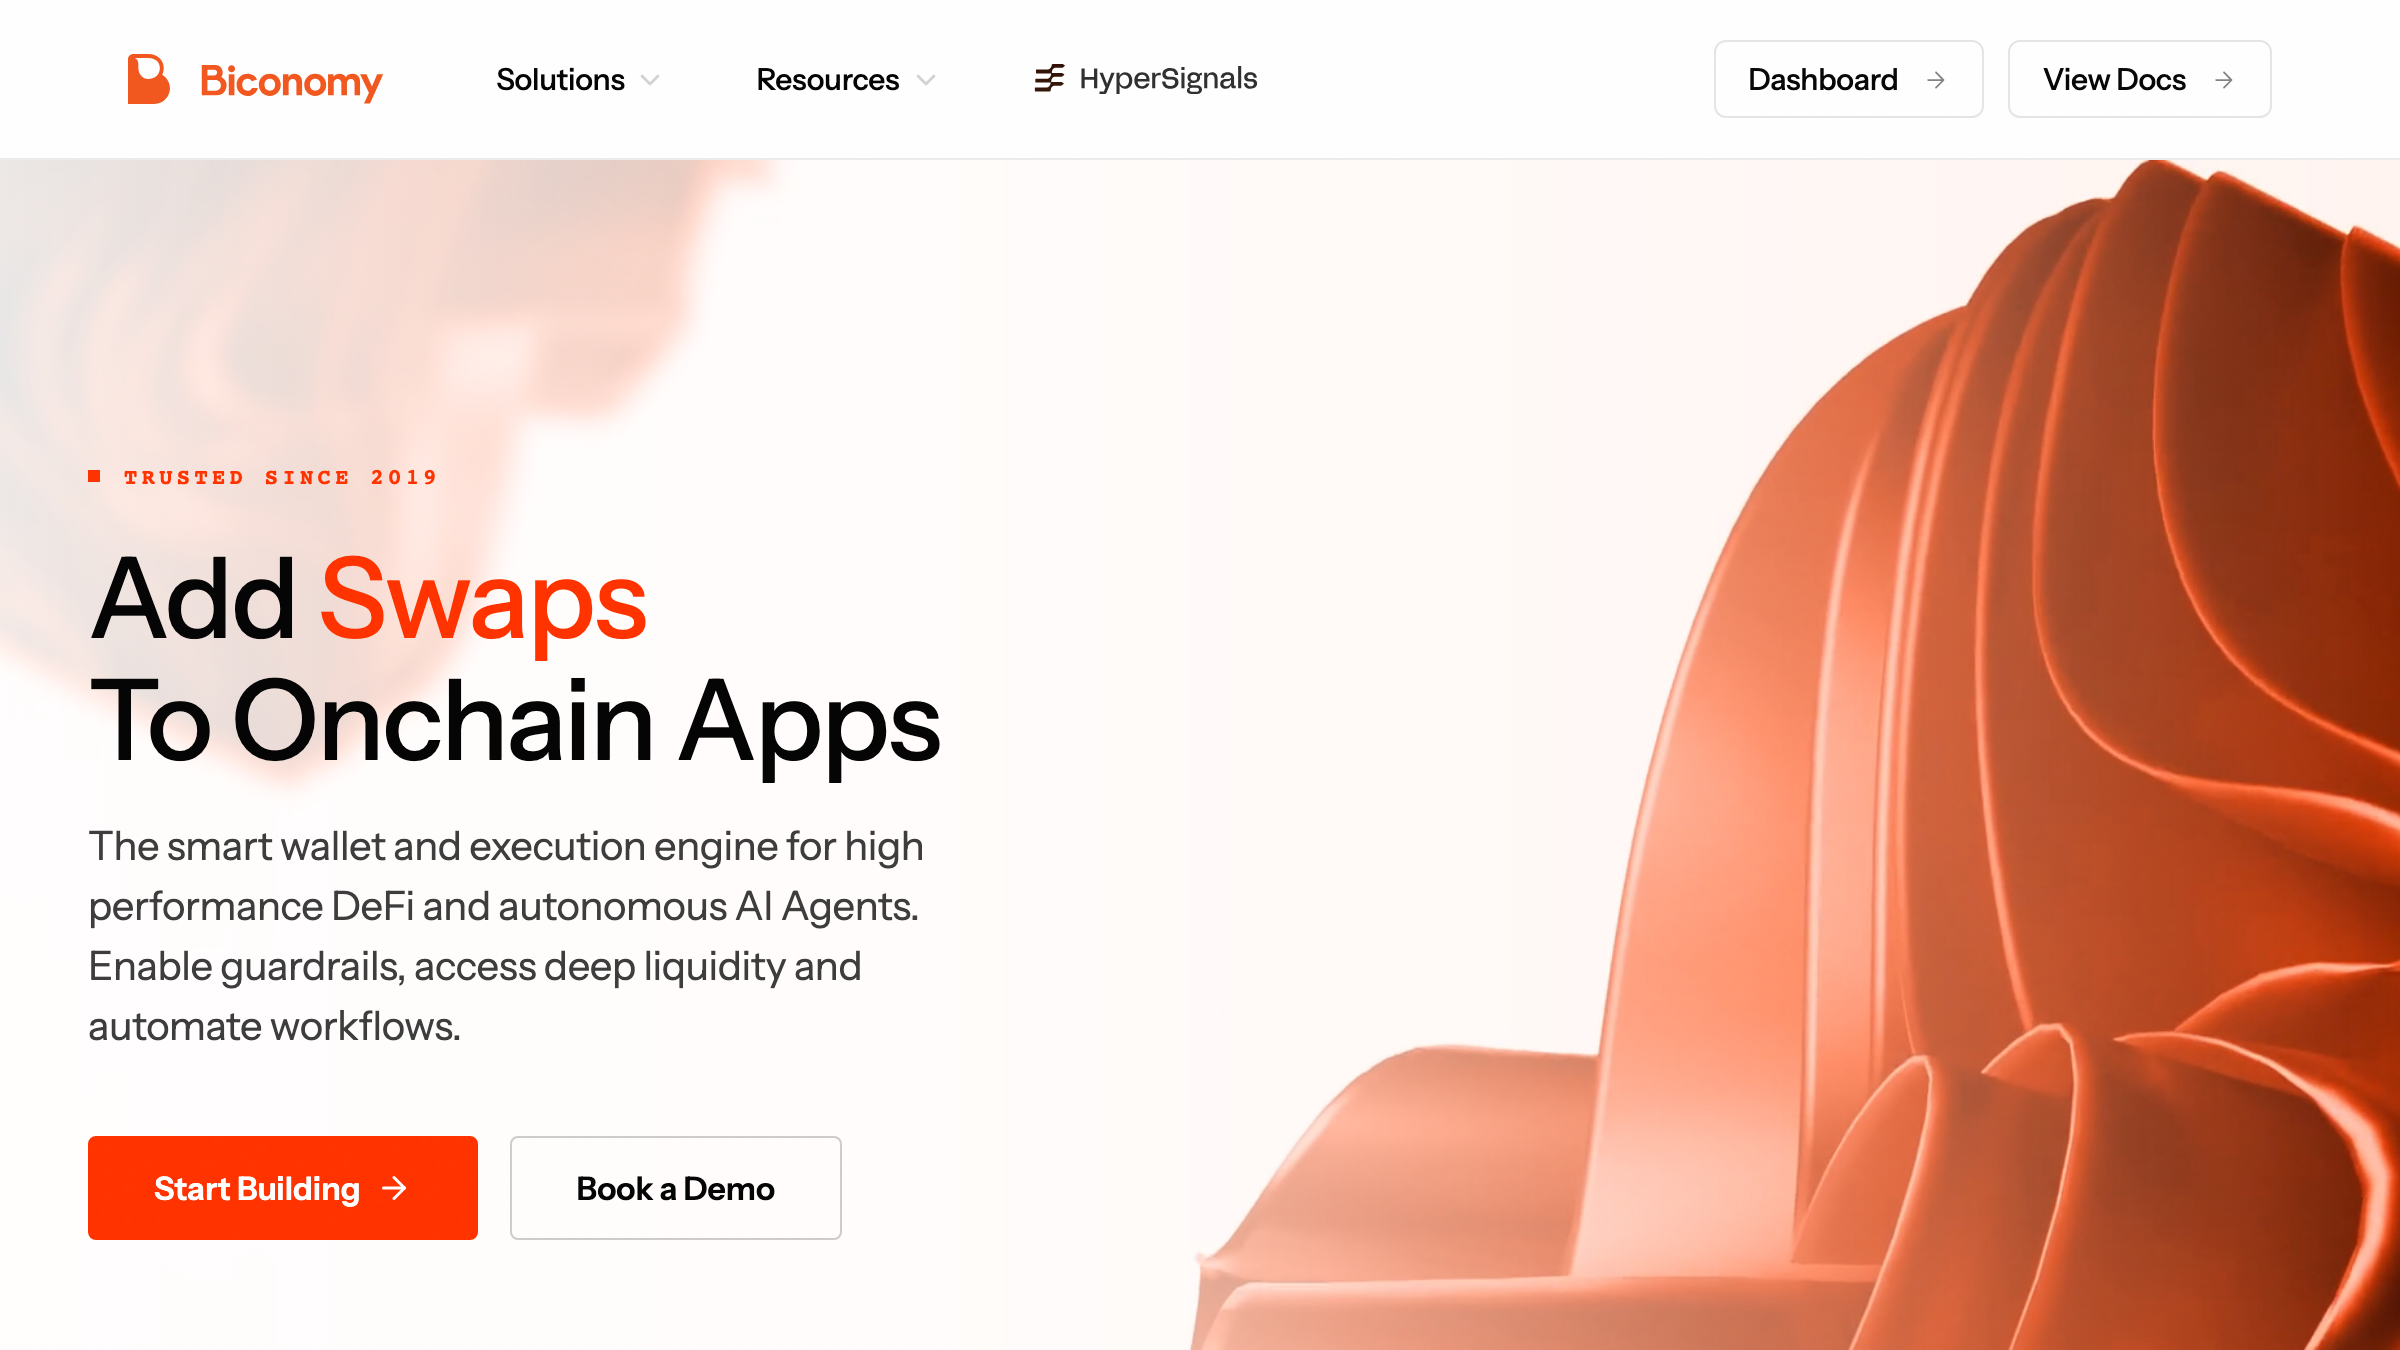 Biconomy
Solutions
Resources
HyperSignals
Dashboard
View Docs
TRUSTED SINCE 2019
Add Swaps
To Onchain Apps
The smart wallet and execution engine for high
performance DeFi and autonomous AI Agents.
Enable guardrails, access deep liquidity and
automate workflows.
Start Building
Book a Demo